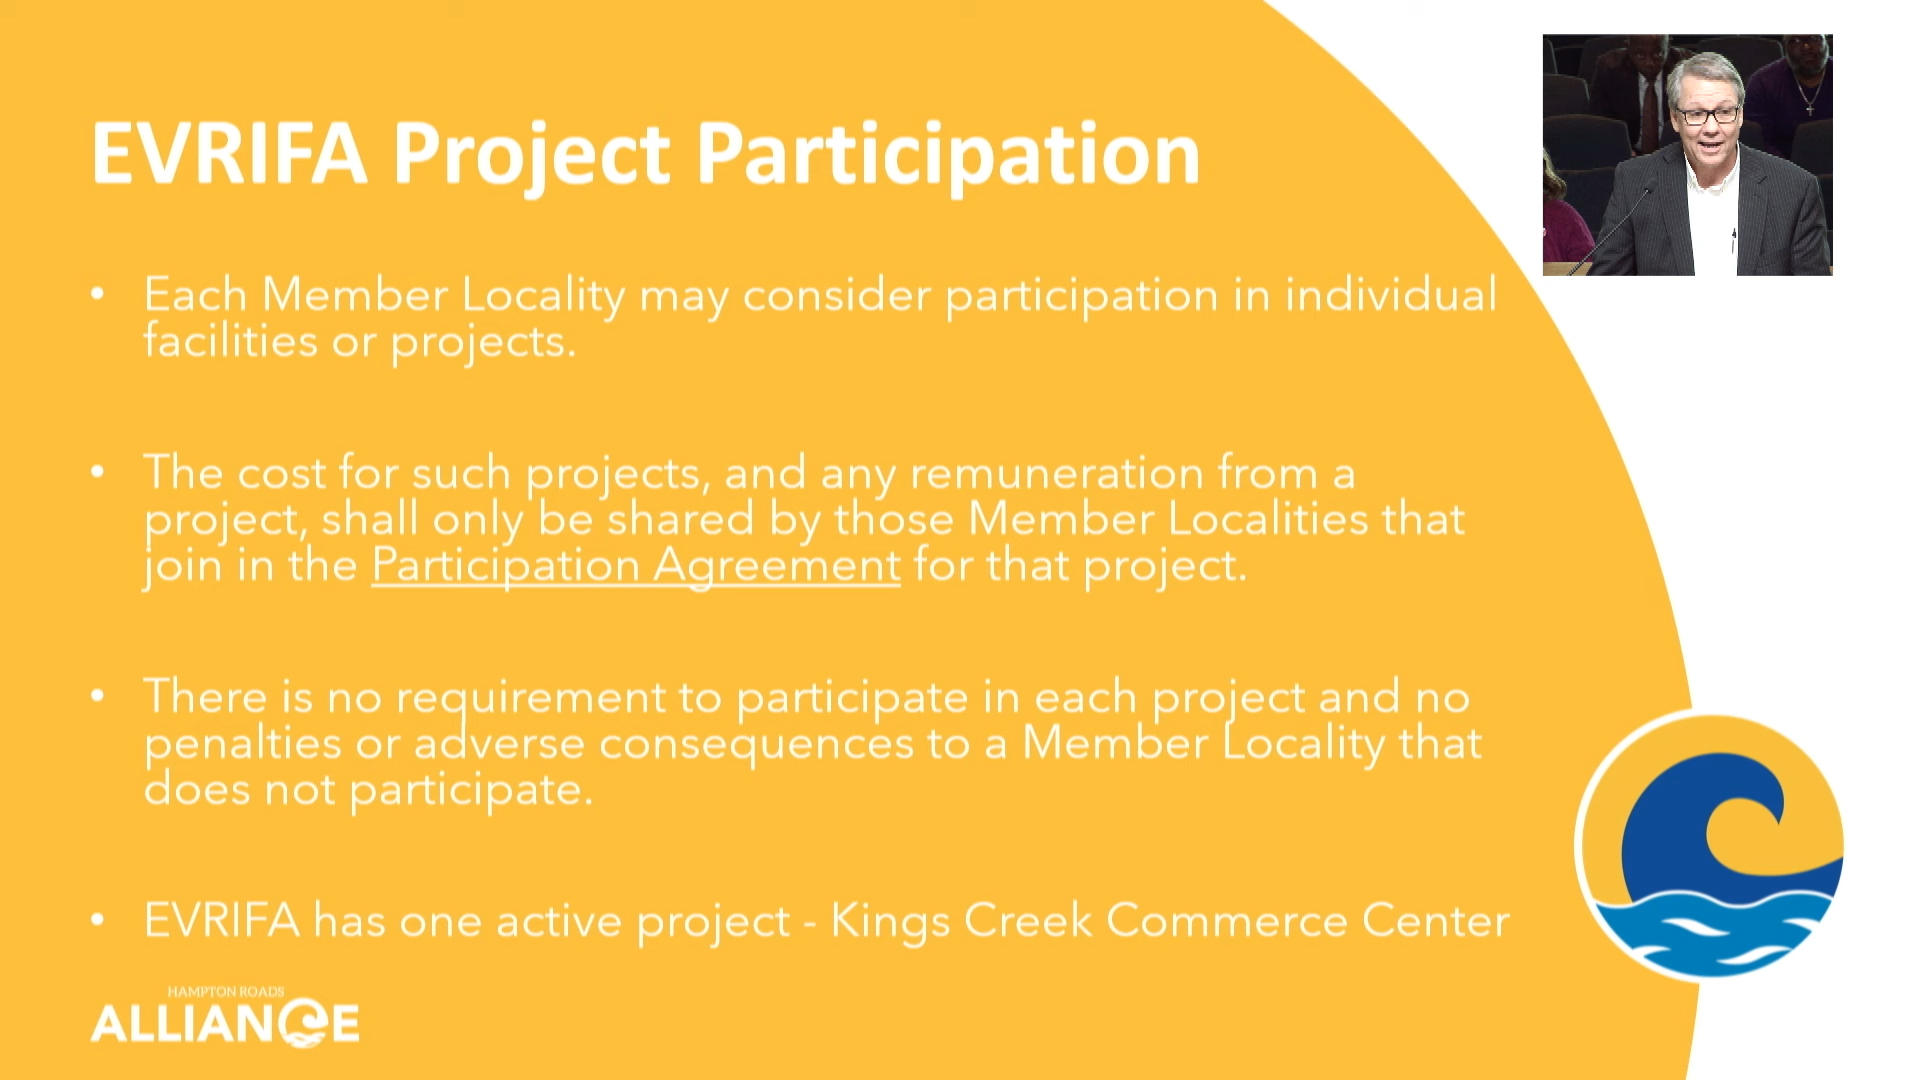 EVRIFA Project Participation
• Each Member Locality may consider participation in individual
facilities or projects.
• The cost for such projects, and any remuneration from a
project, shall only be shared by those Member Localities that
join in the Participation Agreement for that project.
• There is no requirement to participate in each project and no
penalties or adverse consequences to a Member Locality that
does not participate.
• EVRIFA has one active project - Kings Creek Commerce Center
HAMPTON ROADS
ALLIANCE